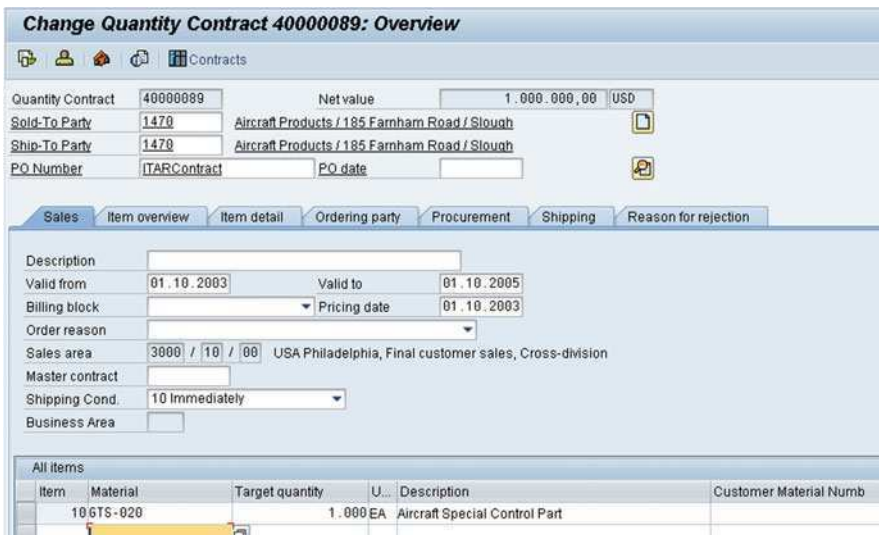 Change Quantity Contract 40000089: Overview
Contracts
Quantity Contract 40000089 Net value 1.000.000,00 USD
Sold-To Party 1470 Aircraft Products / 185 Farnham Road / Slough
Ship-To Party 1470 Aircraft Products / 185 Farnham Road / Slough
PO Number ITARContract PO date
Sales Item overview Item detail Ordering party Procurement Shipping Reason for rejection
Description
Valid from 01.10.2003 Valid to 01.10.2005
Billing block Pricing date 01.10.2003
Order reason
Sales area 3000 / 10 / 00 USA Philadelphia, Final customer sales, Cross-division
Master contract
Shipping Cond. 10 Immediately
Business Area
All items
Item Material Target quantity U... Description Customer Material Numb
10 GTS-020 1.000 EA Aircraft Special Control Part